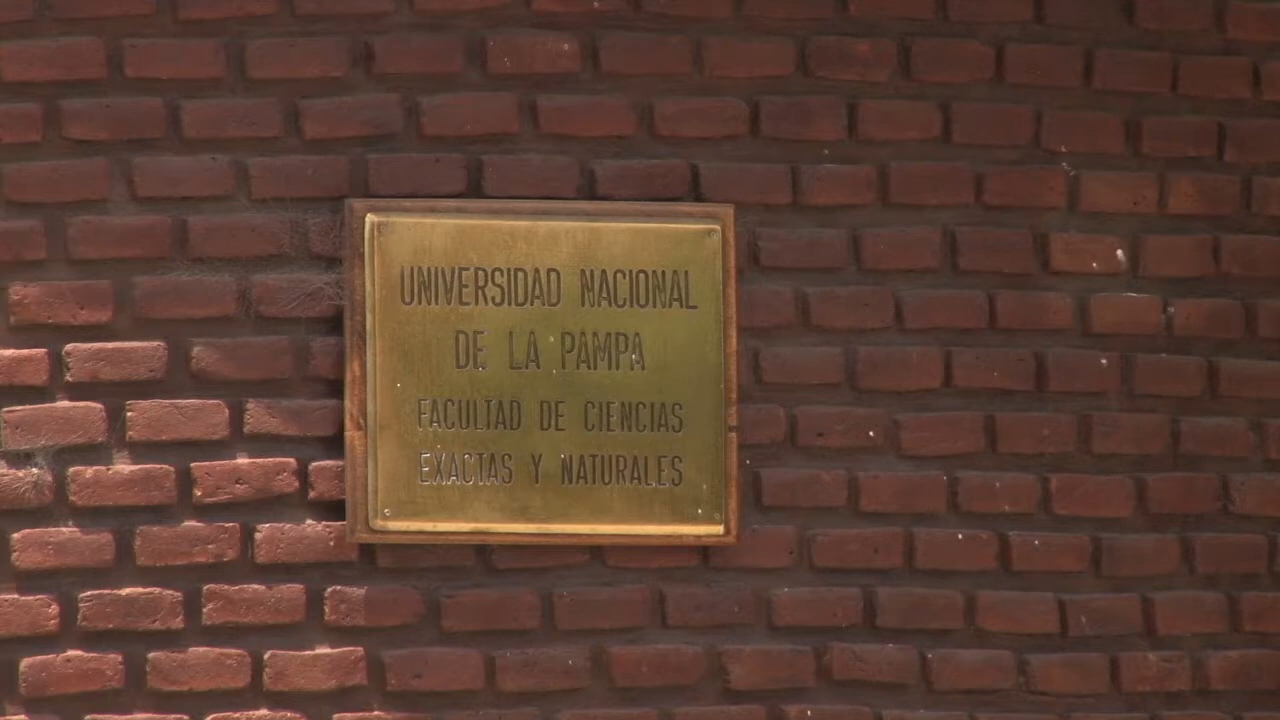 UNIVERSIDAD NACIONAL
DE LA PAMPA
FACULTAD DE CIENCIAS
EXACTAS Y NATURALES